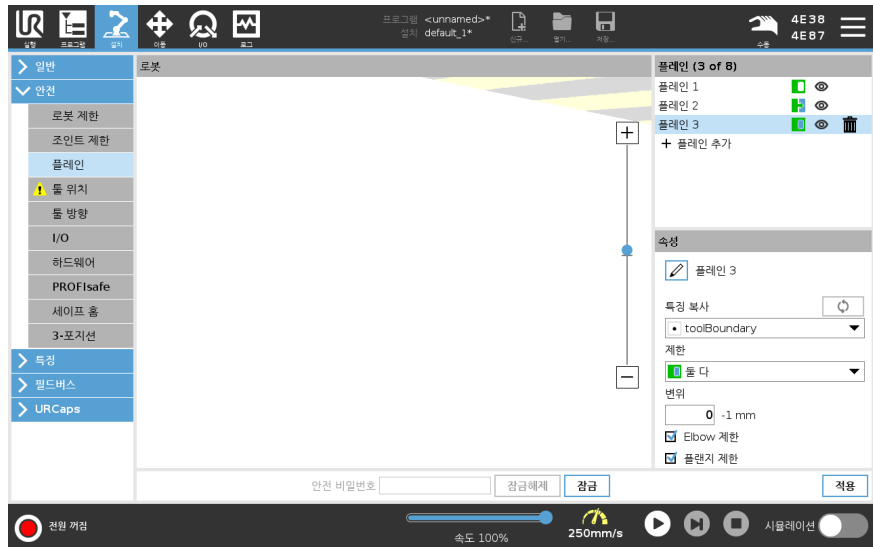 UR
실행
프로그램
설치
이동
I/O
로그
프로그램 <unnamed>*
설치 default_1*
신규...
열기...
저장...
수동
4E38
4E87
일반
안전
로봇 제한
조인트 제한
플레인
툴 위치
툴 방향
I/O
하드웨어
PROFIsafe
세이프 홈
3-포지션
특징
필드버스
URCaps
로봇
플레인 (3 of 8)
플레인 1
플레인 2
플레인 3
플레인 추가
속성
플레인 3
특징 복사
toolBoundary
제한
둘 다
변위
0 -1 mm
Elbow 제한
플랜지 제한
안전 비밀번호
잠금해제
잠금
적용
전원 꺼짐
속도 100%
250mm/s
시뮬레이션